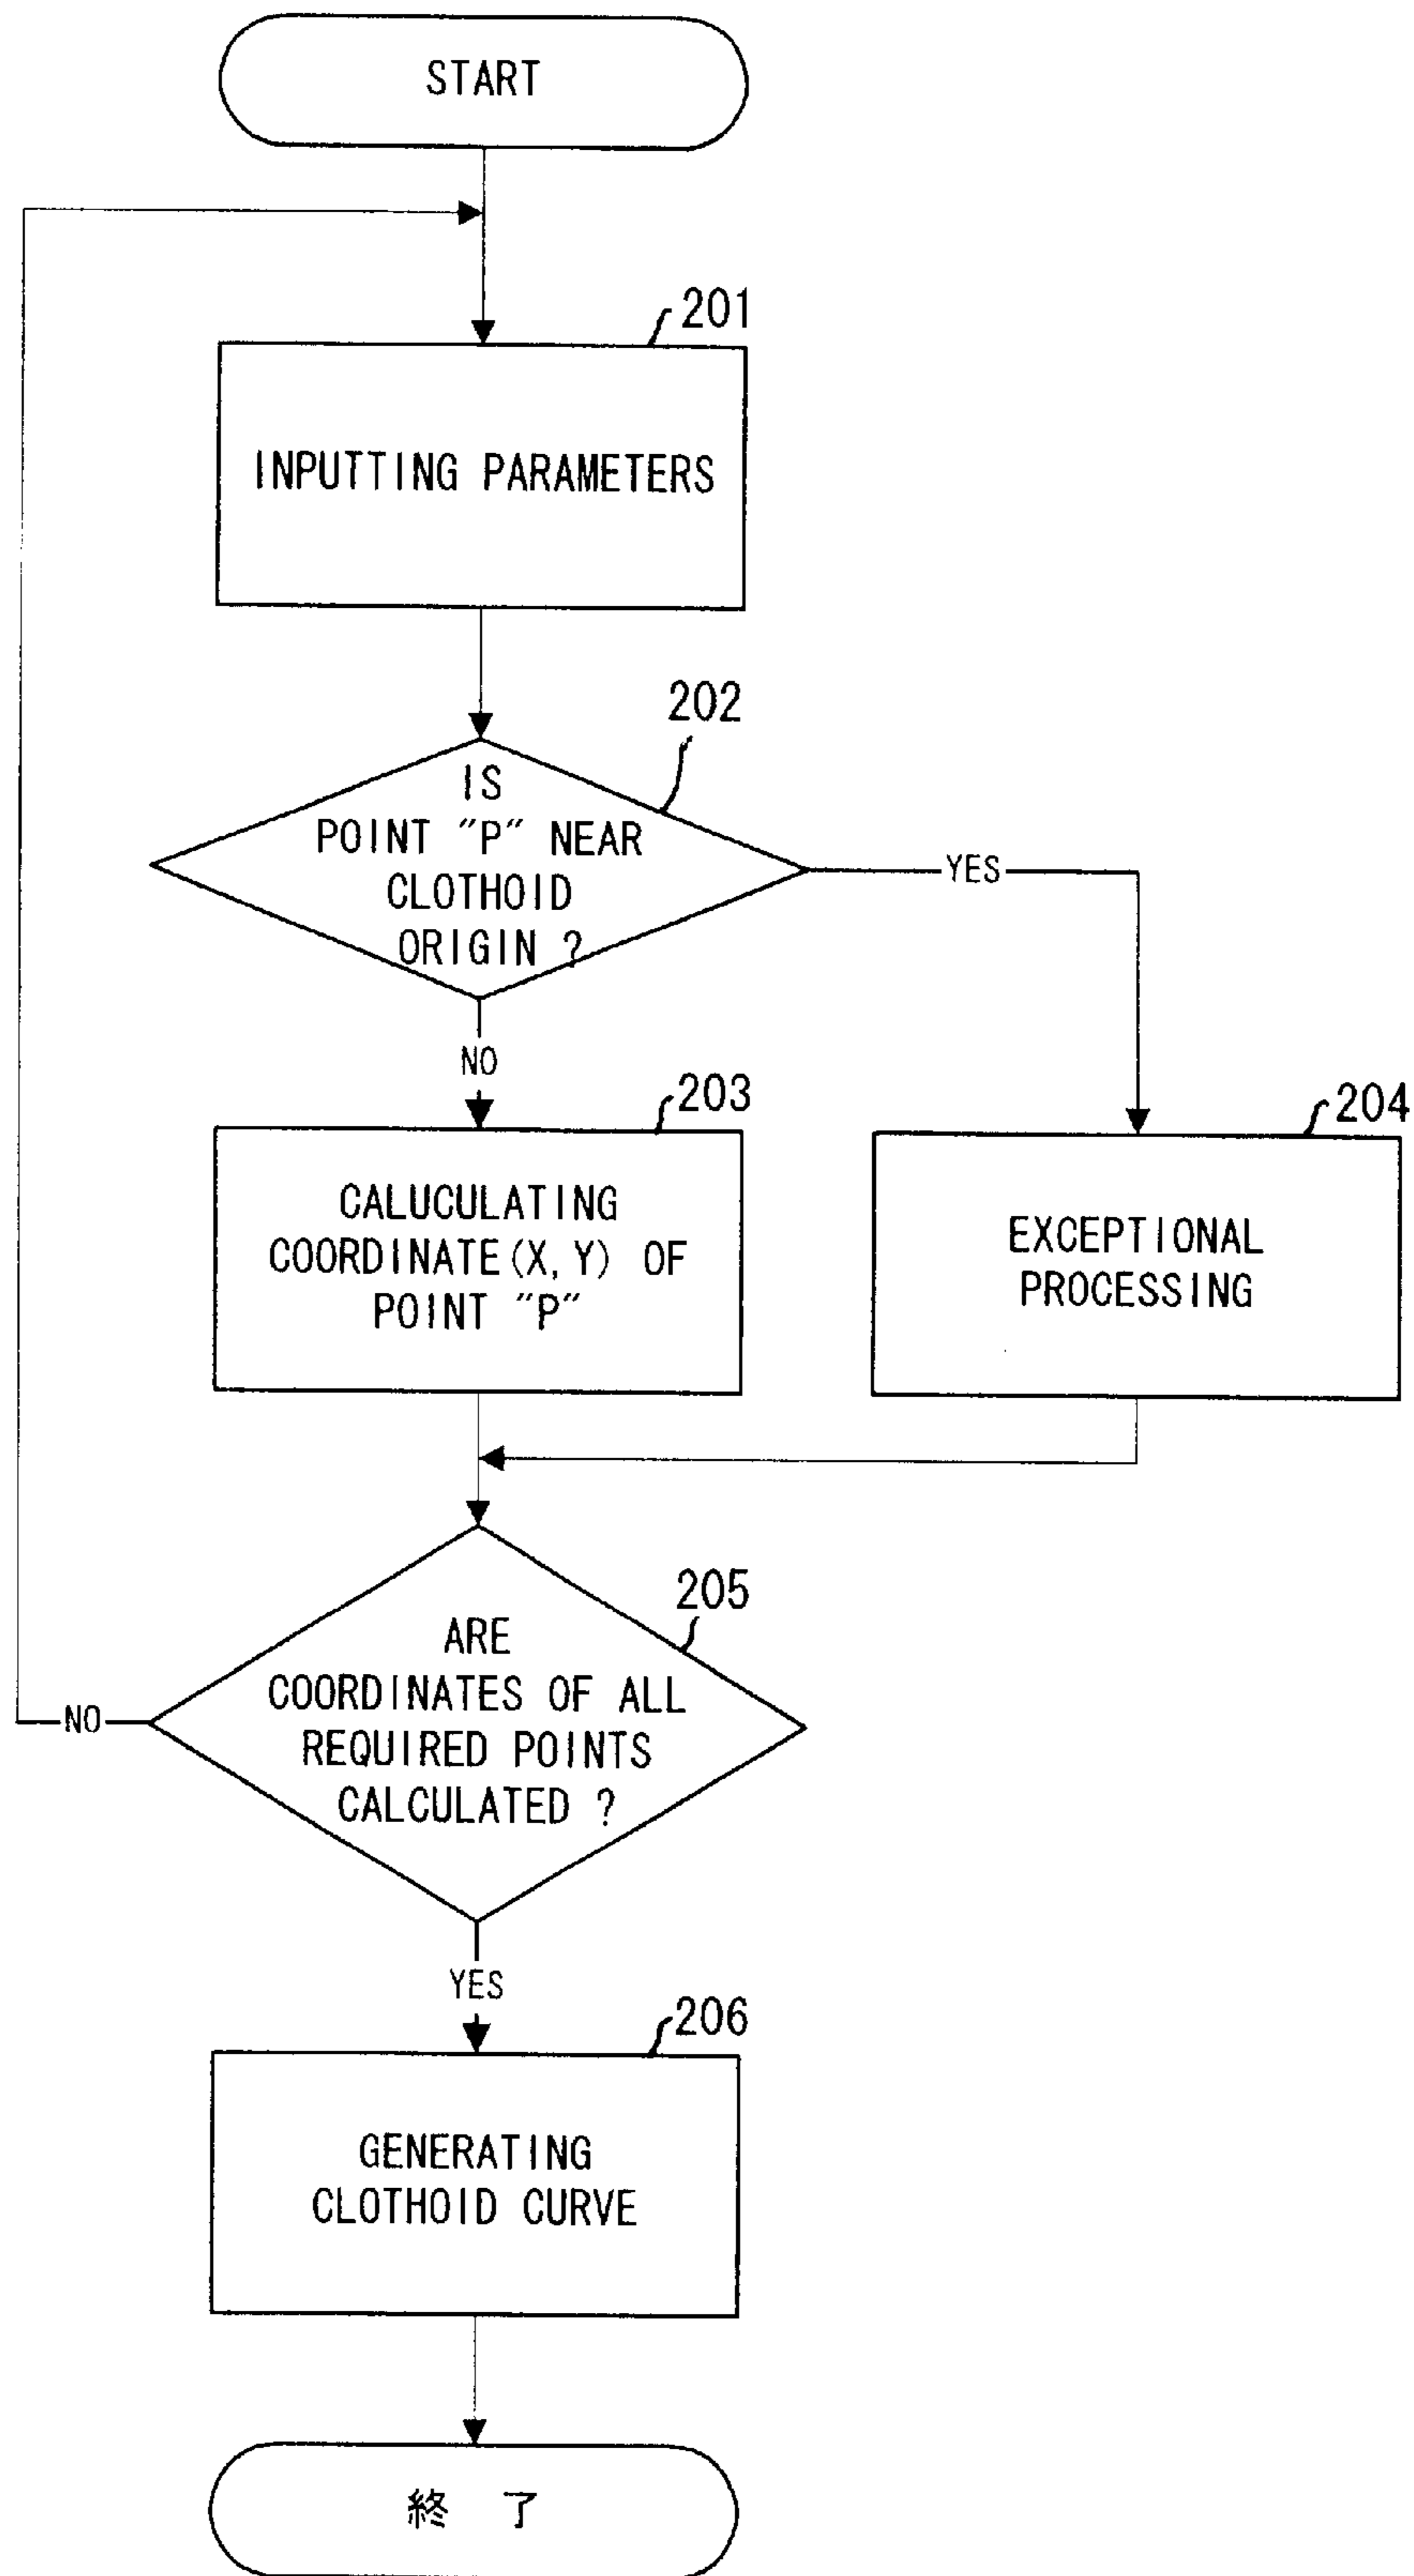 START
201
INPUTTING PARAMETERS
202
IS
POINT "P" NEAR
CLOTHOID
ORIGIN ?
YES
NO
203
CALUCULATING
COORDINATE(X, Y) OF
POINT "P"
204
EXCEPTIONAL
PROCESSING
205
ARE
COORDINATES OF ALL
REQUIRED POINTS
CALCULATED ?
NO
YES
206
GENERATING
CLOTHOID CURVE
終 了